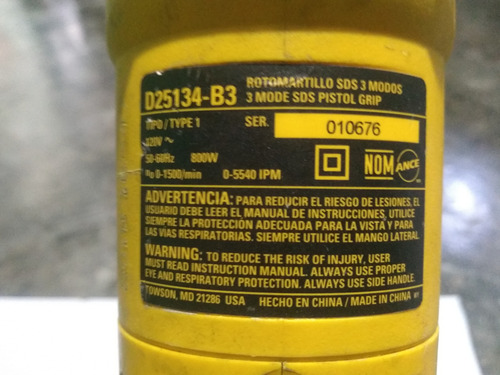 ROTOMARTILLO SDS 3 MODOS
D25134-B3 3 MODE SDS PISTOL GRIP
TIPO / TYPE 1 SER. 010676
120V ~
50-60Hz 800W
n₀ 0-1500/min 0-5540 IPM NOM ANCE
ADVERTENCIA: PARA REDUCIR EL RIESGO DE LESIONES, EL
USUARIO DEBE LEER EL MANUAL DE INSTRUCCIONES, UTILICE
SIEMPRE LA PROTECCIÓN ADECUADA PARA LA VISTA Y PARA
LAS VÍAS RESPIRATORIAS. SIEMPRE UTILICE EL MANGO LATERAL.
WARNING: TO REDUCE THE RISK OF INJURY, USER
MUST READ INSTRUCTION MANUAL. ALWAYS USE PROPER
EYE AND RESPIRATORY PROTECTION. ALWAYS USE SIDE HANDLE.
TOWSON, MD 21286 USA HECHO EN CHINA / MADE IN CHINA